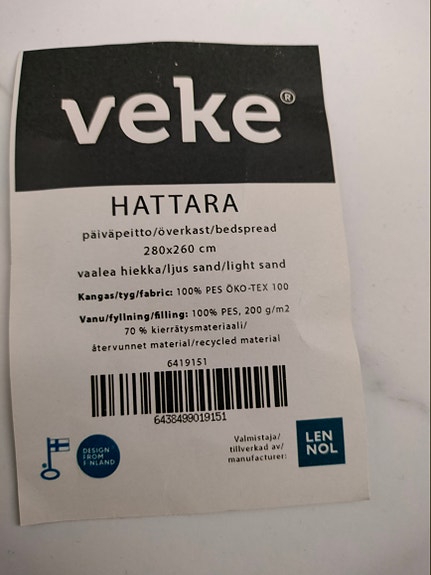 veke®
HATTARA
päiväpeitto/överkast/bedspread
280x260 cm
vaalea hiekka/ljus sand/light sand
Kangas/tyg/fabric: 100% PES ÖKO-TEX 100
Vanu/fyllning/filling: 100% PES, 200 g/m2
70 % kierrätysmateriaali/
återvunnet material/recycled material
6419151
6438499019151
DESIGN
FROM
FINLAND
Valmistaja/
tillverkad av/
manufacturer:
LEN
NOL